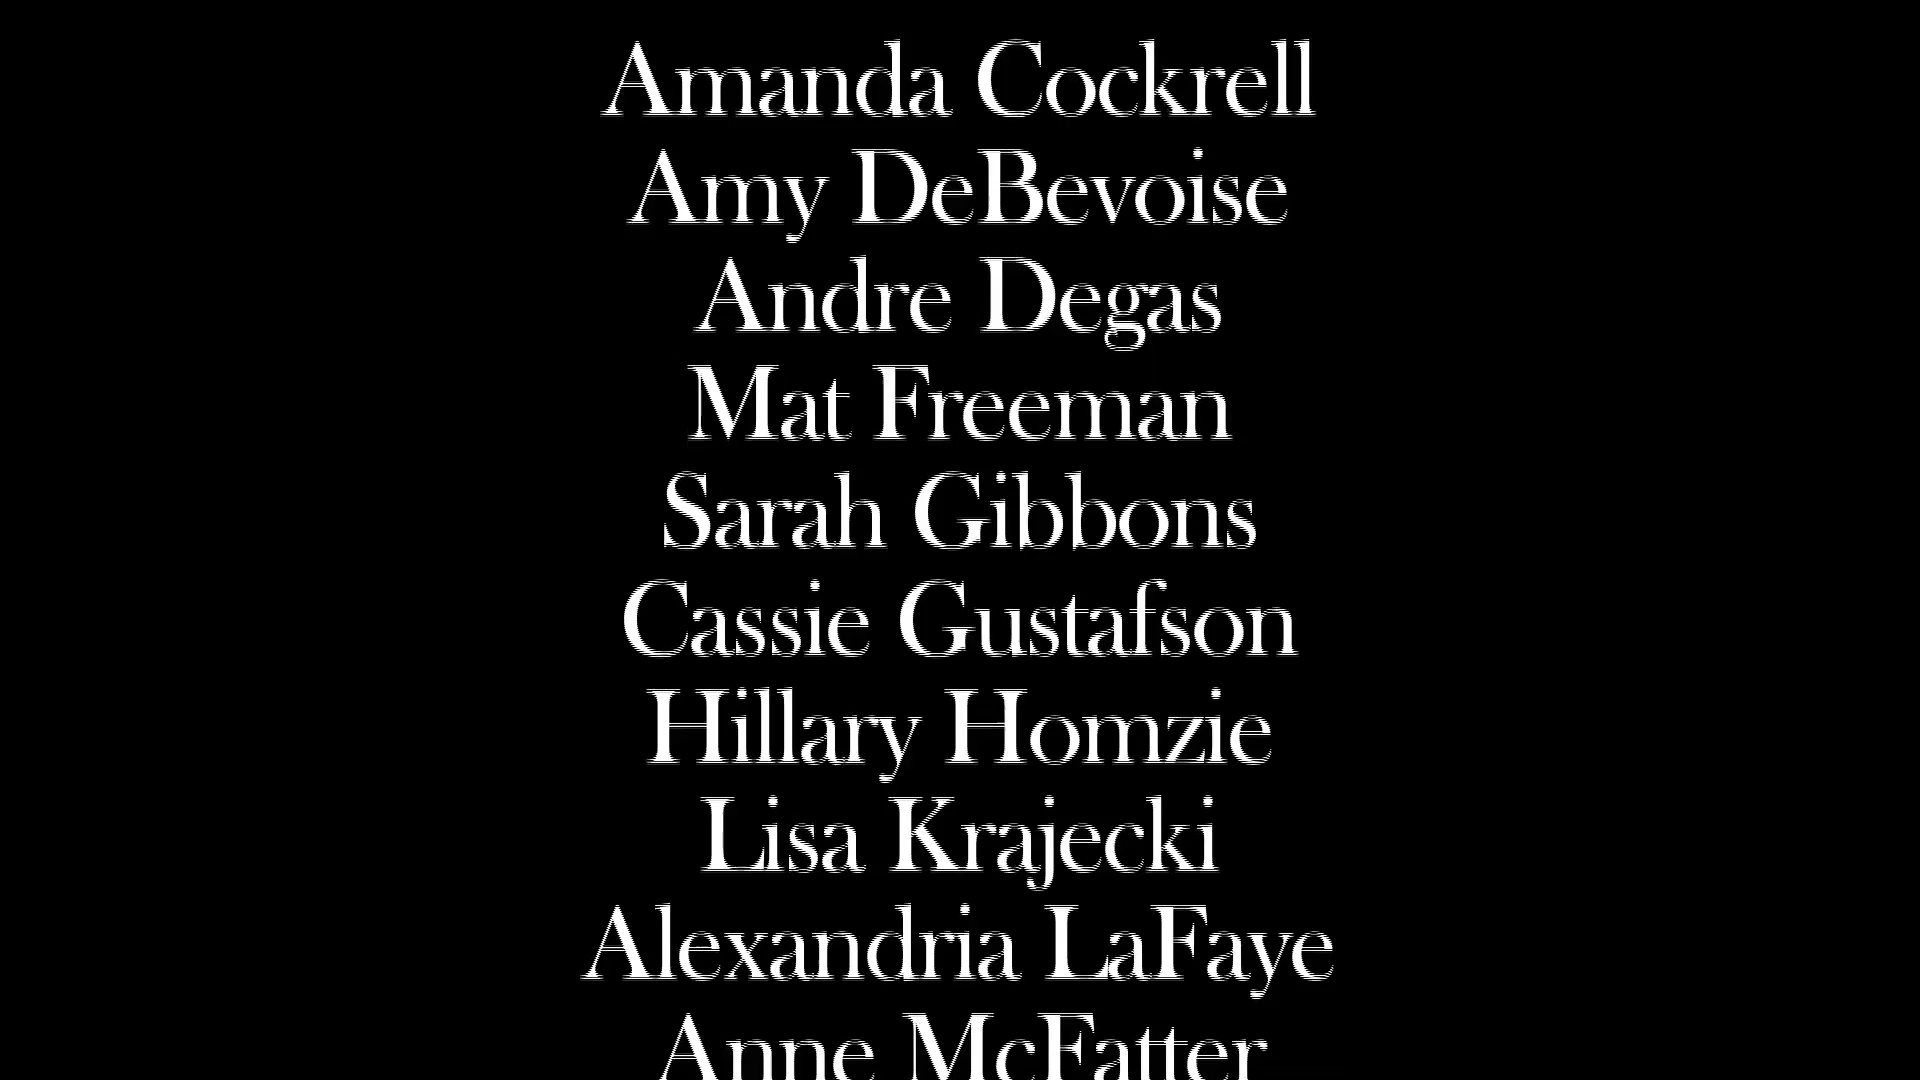 Amanda Cockrell
Amy DeBevoise
Andre Degas
Mat Freeman
Sarah Gibbons
Cassie Gustafson
Hillary Homzie
Lisa Krajecki
Alexandria LaFaye
Anne McFatter